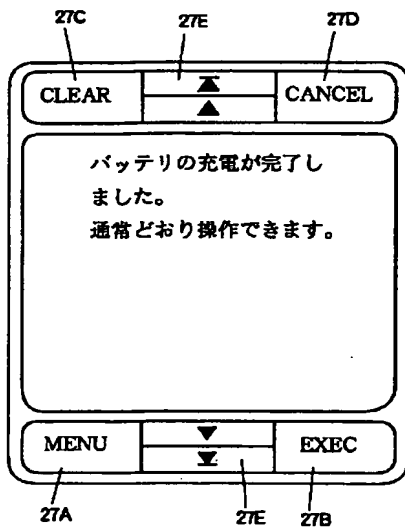 27C 27E 27D
CLEAR CANCEL
バッテリの充電が完了し
ました。
通常どおり操作できます。
MENU EXEC
27A 27E 27B